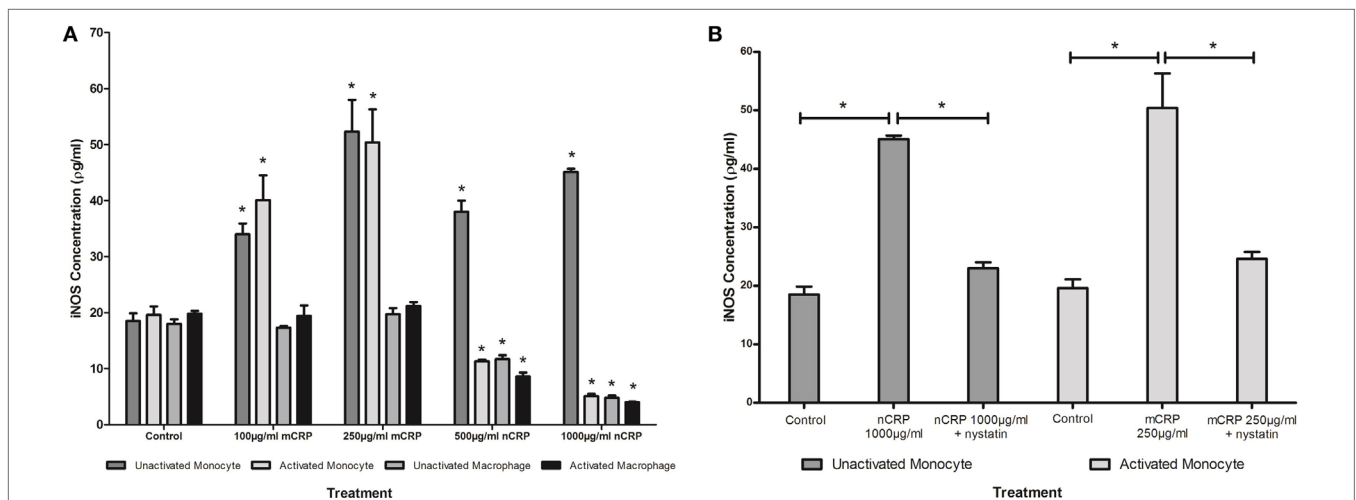 A
iNOS Concentration (ρg/ml)
70
60
50
40
30
20
10
0
* * * * * * * * * * *
Control 100µg/ml mCRP 250µg/ml mCRP 500µg/ml nCRP 1000µg/ml nCRP
Unactivated Monocyte Activated Monocyte Unactivated Macrophage Activated Macrophage
Treatment
B
iNOS Concentration (ρg/ml)
60
50
40
30
20
10
0
* * * *
Control nCRP 1000µg/ml nCRP 1000µg/ml + nystatin Control mCRP 250µg/ml mCRP 250µg/ml + nystatin
Unactivated Monocyte Activated Monocyte
Treatment